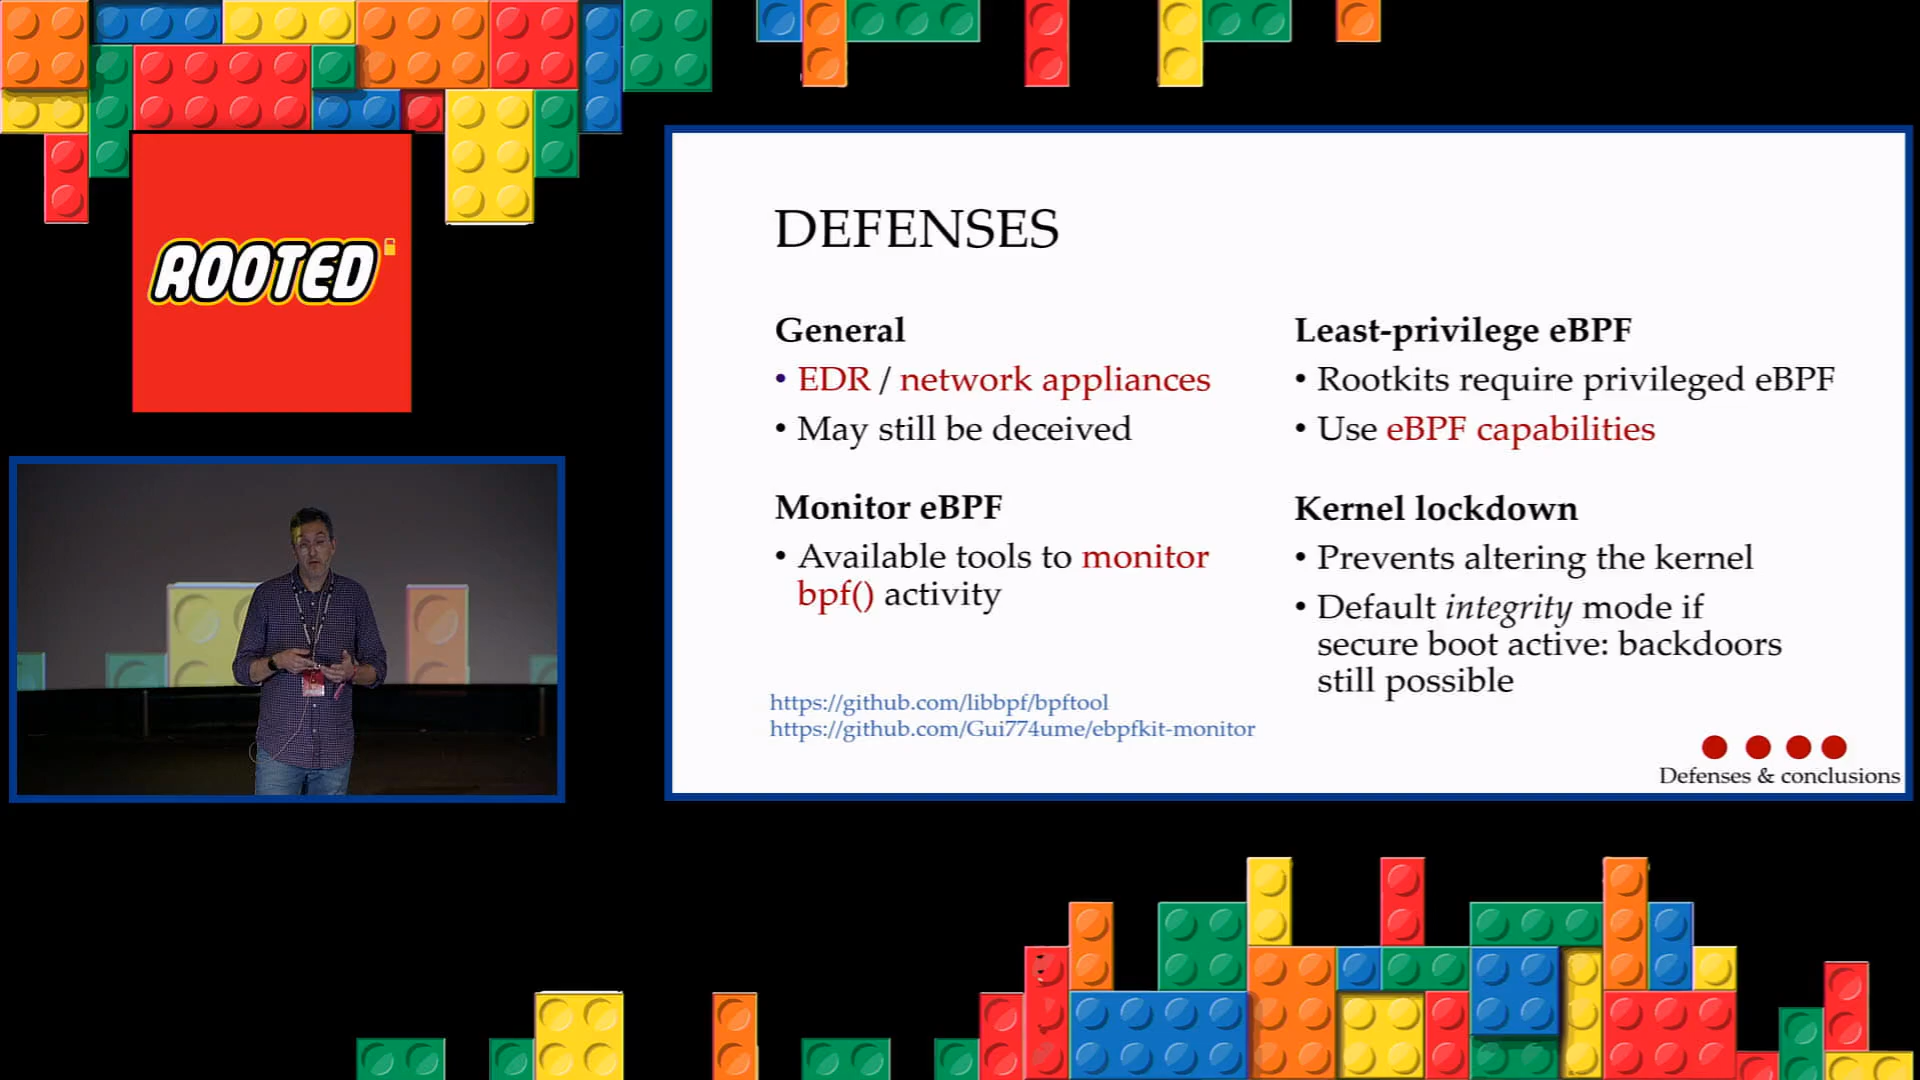 ROOTED
DEFENSES
General
• EDR / network appliances
• May still be deceived
Monitor eBPF
• Available tools to monitor
bpf() activity
https://github.com/libbpf/bpftool
https://github.com/Gui774ume/ebpfkit-monitor
Least-privilege eBPF
• Rootkits require privileged eBPF
• Use eBPF capabilities
Kernel lockdown
• Prevents altering the kernel
• Default integrity mode if
secure boot active: backdoors
still possible
Defenses & conclusions